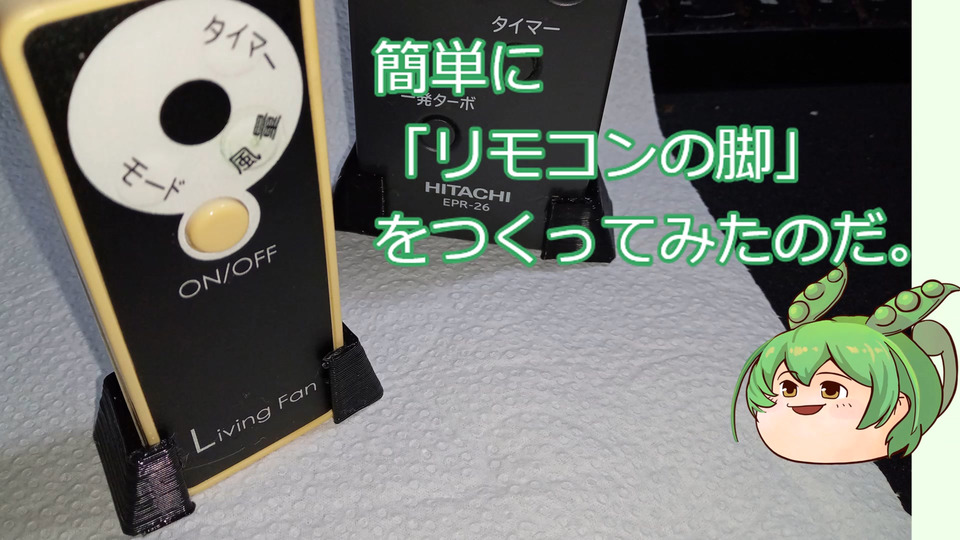 タイマー
風量
モード
ON/OFF
Living Fan
タイマー
発ターボ
HITACHI
EPR-26
簡単に
「リモコンの脚」
をつくってみたのだ。